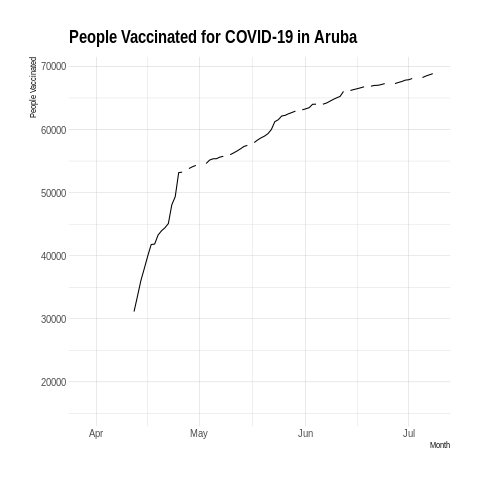 People Vaccinated for COVID-19 in Aruba
People Vaccinated
70000
60000
50000
40000
30000
20000
Apr May Jun Jul
Month